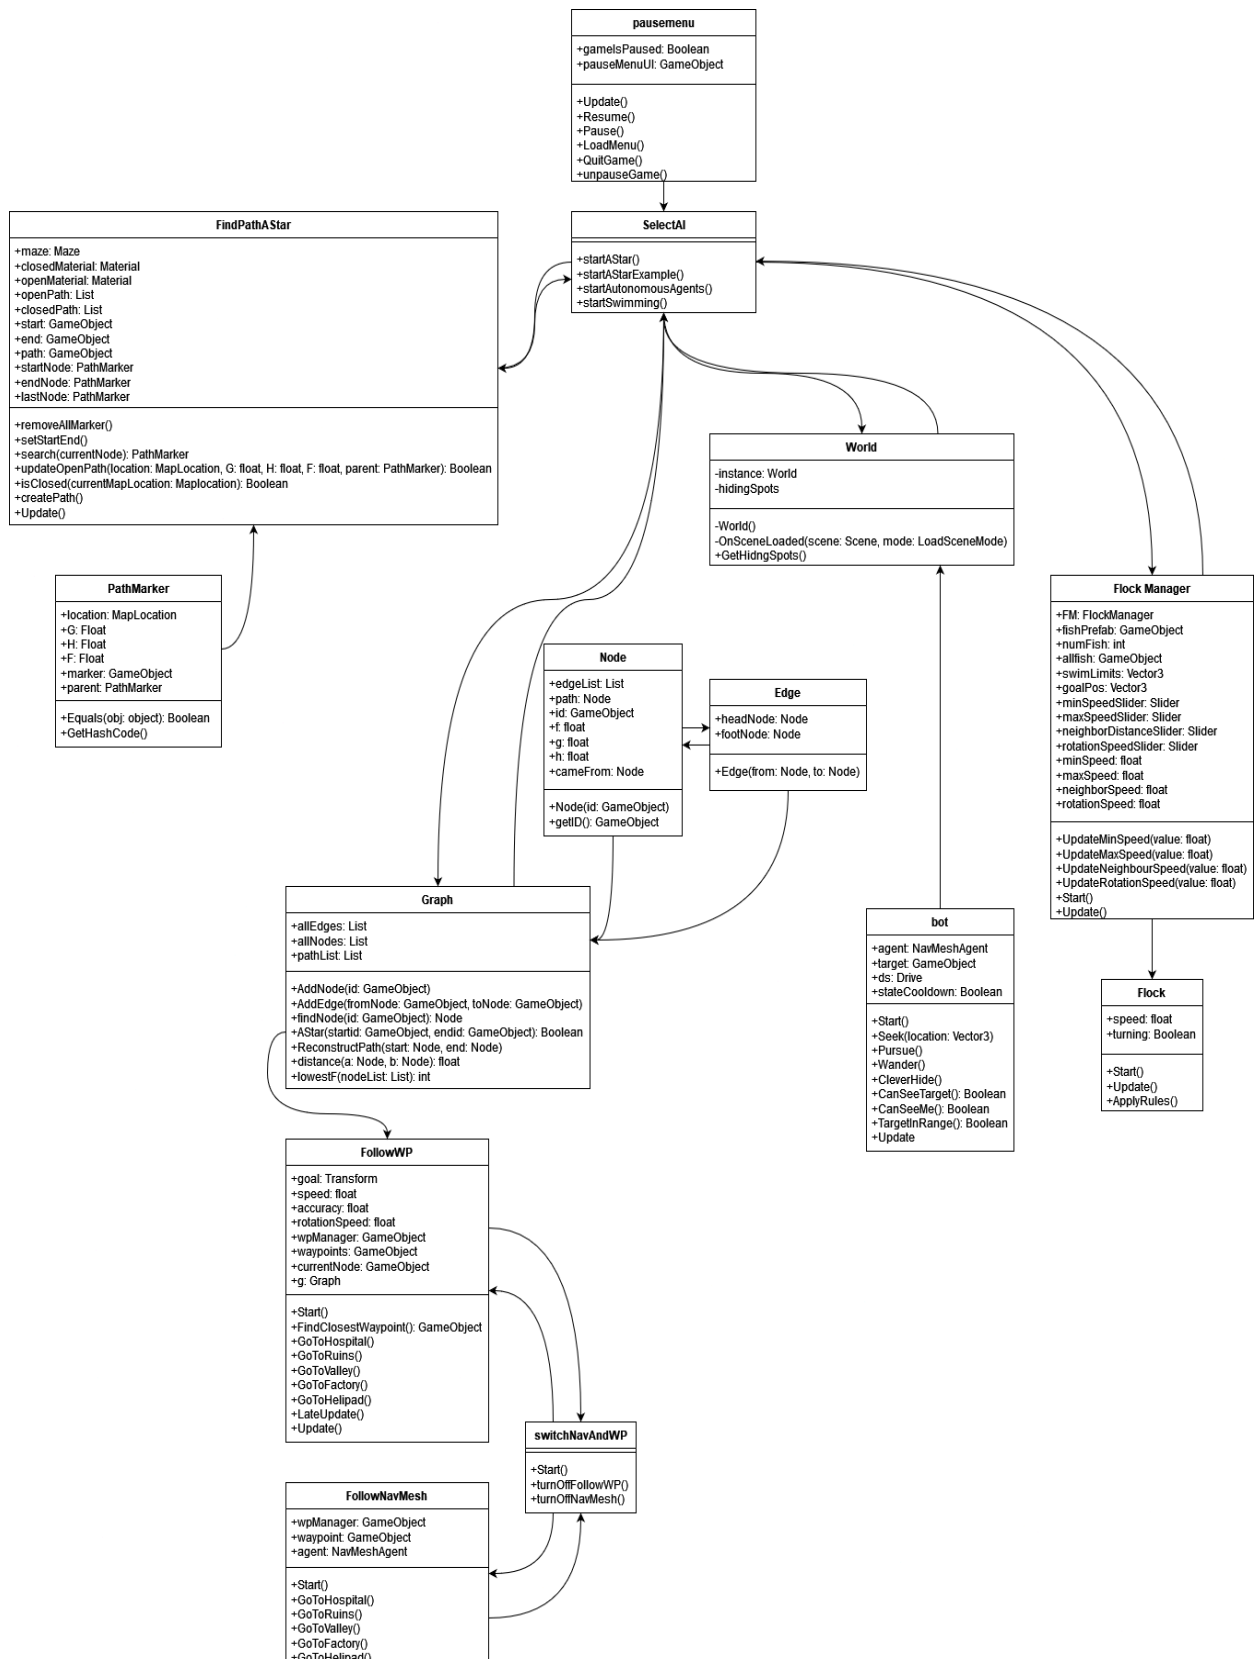 pausemenu
+gameIsPaused: Boolean
+pauseMenuUI: GameObject
+Update()
+Resume()
+Pause()
+LoadMenu()
+QuitGame()
+unpauseGame()
FindPathAStar
+maze: Maze
+closedMaterial: Material
+openMaterial: Material
+openPath: List
+closedPath: List
+start: GameObject
+end: GameObject
+path: GameObject
+startNode: PathMarker
+endNode: PathMarker
+lastNode: PathMarker
+removeAllMarker()
+setStartEnd()
+search(currentNode): PathMarker
+updateOpenPath(location: MapLocation, G: float, H: float, F: float, parent: PathMarker): Boolean
+isClosed(currentMapLocation: Maplocation): Boolean
+createPath()
+Update()
SelectAI
+startAStar()
+startAStarExample()
+startAutonomousAgents()
+startSwimming()
World
-instance: World
-hidingSpots
-World()
-OnSceneLoaded(scene: Scene, mode: LoadSceneMode)
+GetHidngSpots()
PathMarker
+location: MapLocation
+G: Float
+H: Float
+F: Float
+marker: GameObject
+parent: PathMarker
+Equals(obj: object): Boolean
+GetHashCode()
Flock Manager
+FM: FlockManager
+fishPrefab: GameObject
+numFish: int
+allfish: GameObject
+swimLimits: Vector3
+goalPos: Vector3
+minSpeedSlider: Slider
+maxSpeedSlider: Slider
+neighborDistanceSlider: Slider
+rotationSpeedSlider: Slider
+minSpeed: float
+maxSpeed: float
+neighborSpeed: float
+rotationSpeed: float
+UpdateMinSpeed(value: float)
+UpdateMaxSpeed(value: float)
+UpdateNeighbourSpeed(value: float)
+UpdateRotationSpeed(value: float)
+Start()
+Update()
Node
+edgeList: List
+path: Node
+id: GameObject
+f: float
+g: float
+h: float
+cameFrom: Node
+Node(id: GameObject)
+getID(): GameObject
Edge
+headNode: Node
+footNode: Node
+Edge(from: Node, to: Node)
Graph
+allEdges: List
+allNodes: List
+pathList: List
+AddNode(id: GameObject)
+AddEdge(fromNode: GameObject, toNode: GameObject)
+findNode(id: GameObject): Node
+AStar(startid: GameObject, endid: GameObject): Boolean
+ReconstructPath(start: Node, end: Node)
+distance(a: Node, b: Node): float
+lowestF(nodeList: List): int
bot
+agent: NavMeshAgent
+target: GameObject
+ds: Drive
+stateCooldown: Boolean
+Start()
+Seek(location: Vector3)
+Pursue()
+Wander()
+CleverHide()
+CanSeeTarget(): Boolean
+CanSeeMe(): Boolean
+TargetInRange(): Boolean
+Update
Flock
+speed: float
+turning: Boolean
+Start()
+Update()
+ApplyRules()
FollowWP
+goal: Transform
+speed: float
+accuracy: float
+rotationSpeed: float
+wpManager: GameObject
+waypoints: GameObject
+currentNode: GameObject
+g: Graph
+Start()
+FindClosestWaypoint(): GameObject
+GoToHospital()
+GoToRuins()
+GoToValley()
+GoToFactory()
+GoToHelipad()
+LateUpdate()
+Update()
switchNavAndWP
+Start()
+turnOffFollowWP()
+turnOffNavMesh()
FollowNavMesh
+wpManager: GameObject
+waypoint: GameObject
+agent: NavMeshAgent
+Start()
+GoToHospital()
+GoToRuins()
+GoToValley()
+GoToFactory()
+GoToHelipad()